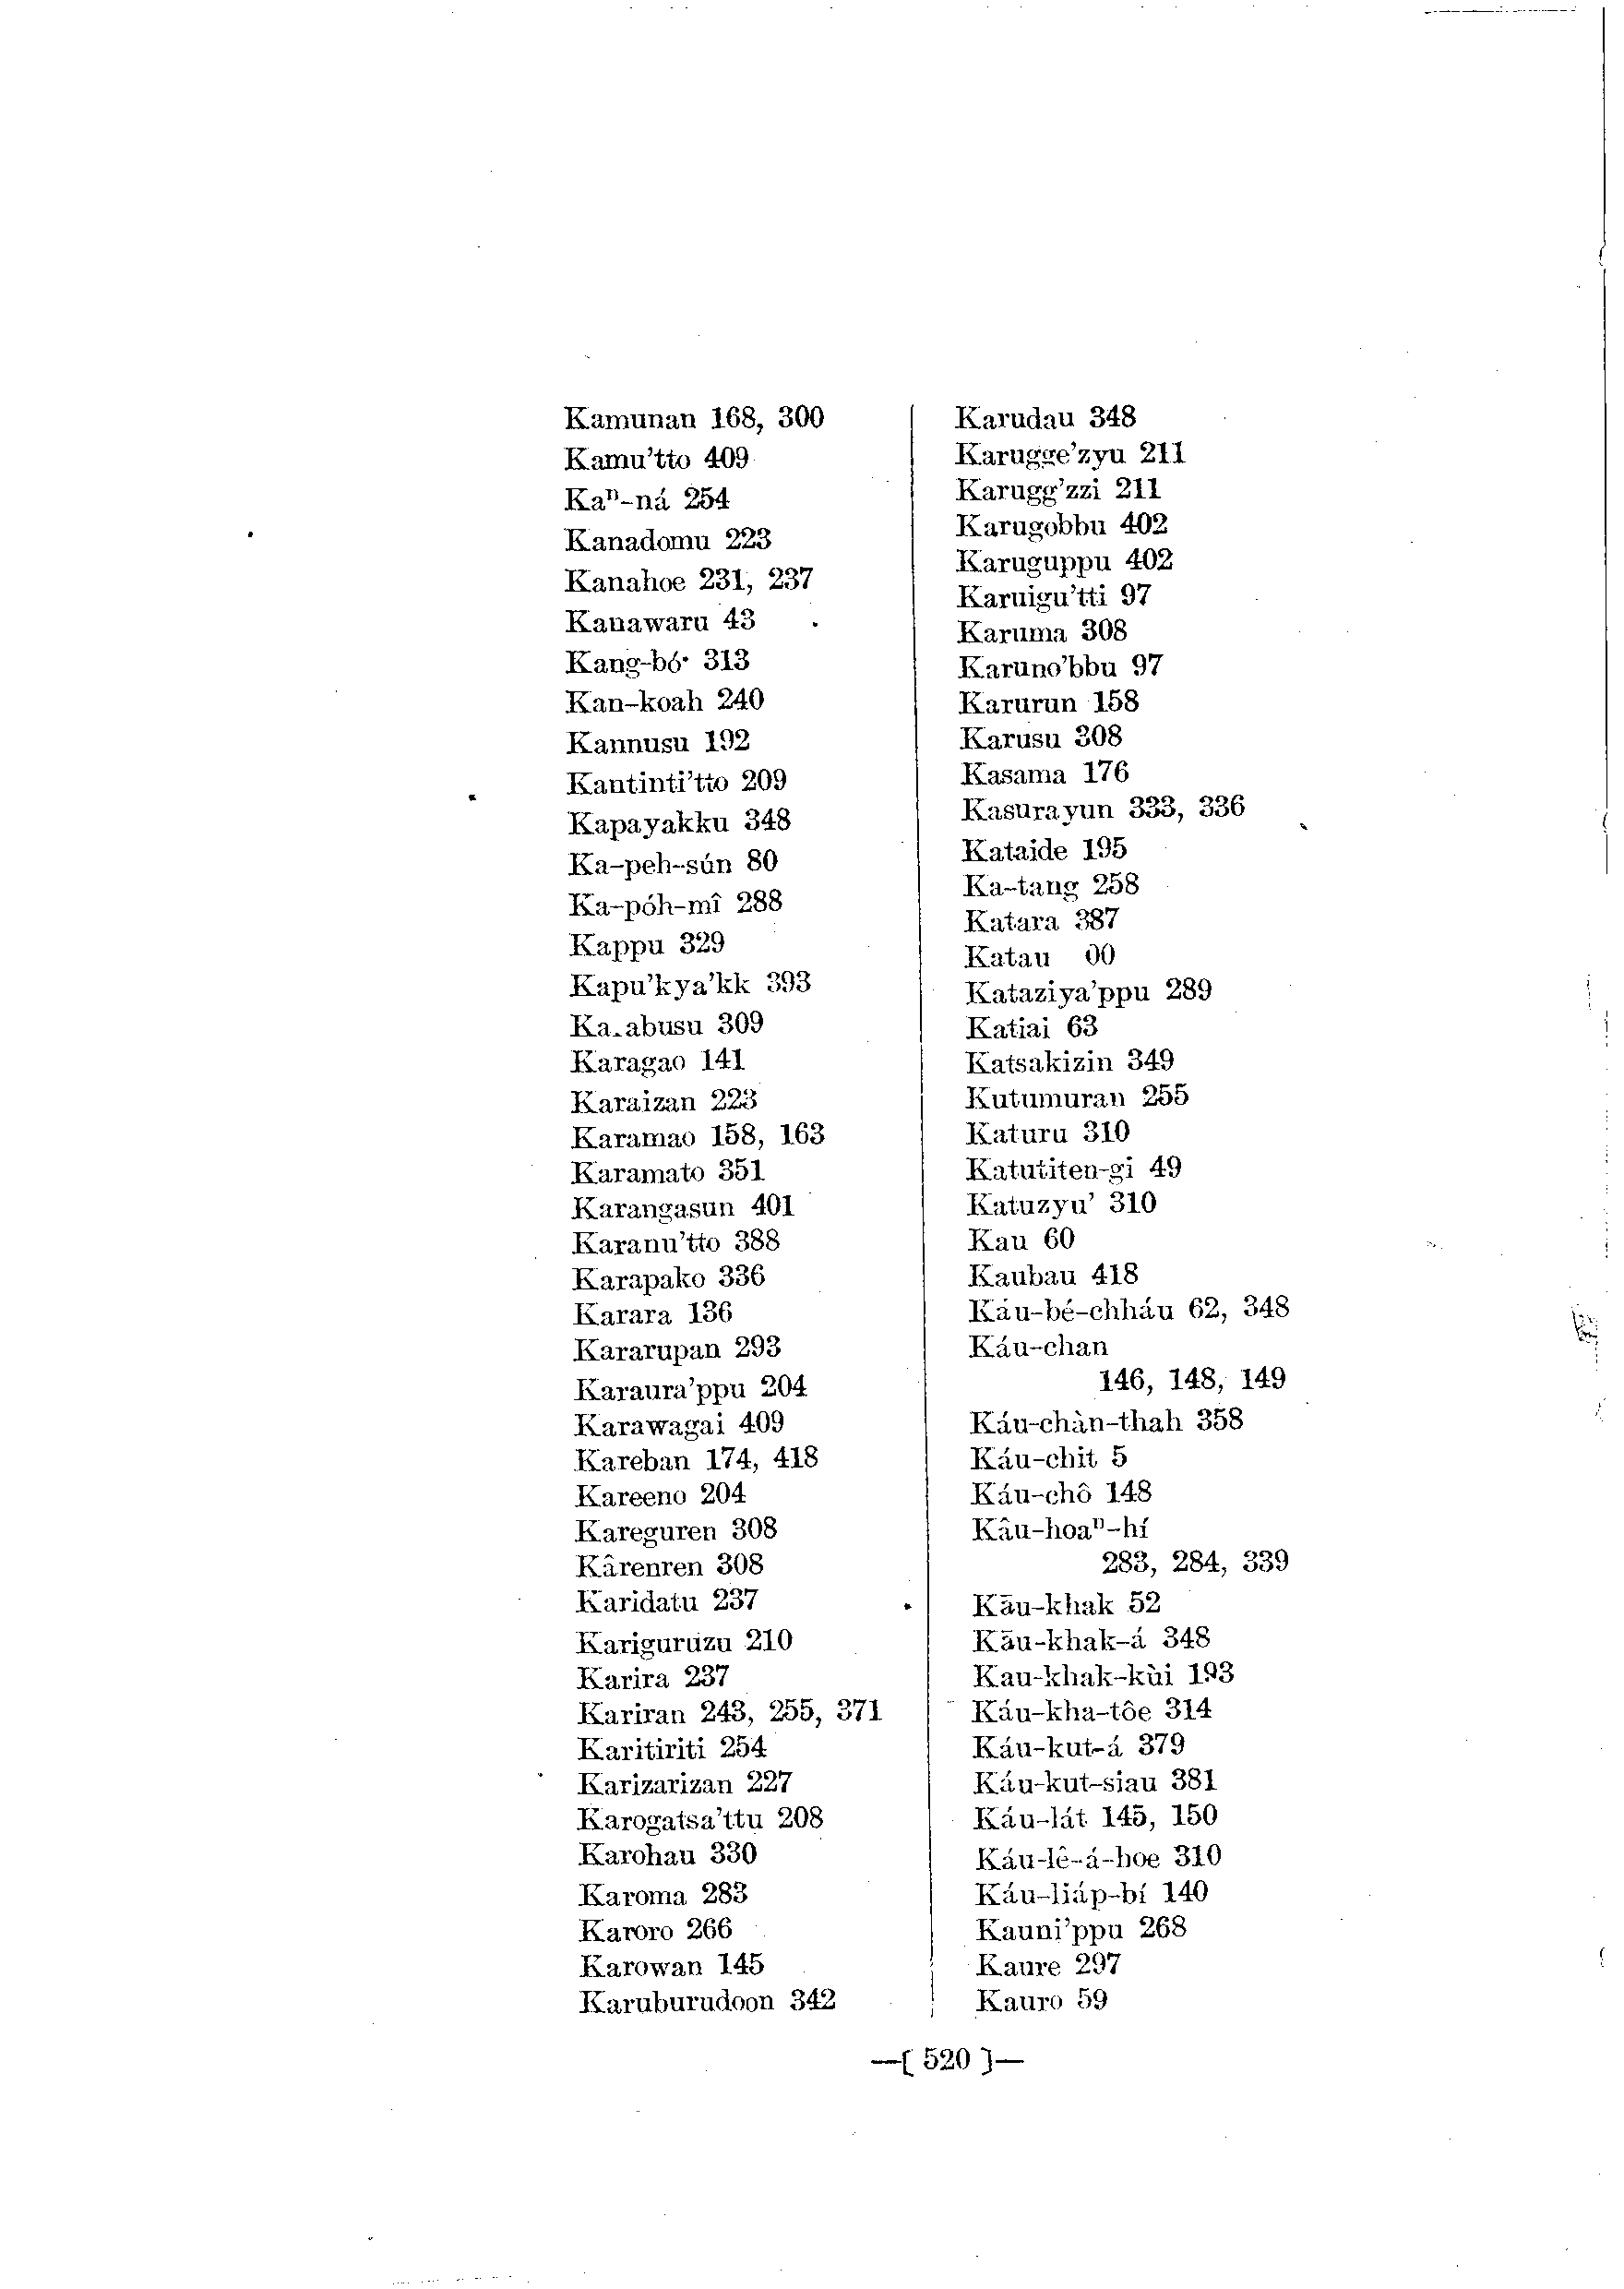 Kamunan 168, 300
Kamu'tto 409
Kaⁿ-ná 254
Kanadomu 223
Kanahoe 231, 237
Kanawaru 43
Kang-bó· 313
Kan-koah 240
Kannusu 192
Kantinti'tto 209
Kapayakku 348
Ka-peh-sún 80
Ka-póh-mî 288
Kappu 329
Kapu'kya'kk 393
Ka.abusu 309
Karagao 141
Karaizan 223
Karamao 158, 163
Karamato 351
Karangasun 401
Karanu'tto 388
Karapako 336
Karara 136
Kararupan 293
Karaura'ppu 204
Karawagai 409
Kareban 174, 418
Kareeno 204
Kareguren 308
Kârenren 308
Karidatu 237
Kariguruzu 210
Karira 237
Kariran 243, 255, 371
Karitiriti 254
Karizarizan 227
Karogatsa'ttu 208
Karohau 330
Karoma 283
Karoro 266
Karowan 145
Karuburudoon 342
Karudau 348
Karugge'zyu 211
Karugg'zzi 211
Karugobbu 402
Karuguppu 402
Karuigu'tti 97
Karuma 308
Karuno'bbu 97
Karurun 158
Karusu 308
Kasama 176
Kasurayun 333, 336
Kataide 195
Ka-tang 258
Katara 387
Katau 00
Kataziya'ppu 289
Katiai 63
Katsakizin 349
Kutumuran 255
Katuru 310
Katutiten-gi 49
Katuzyu' 310
Kau 60
Kaubau 418
Káu-bé-chháu 62, 348
Káu-chan
146, 148, 149
Káu-chàn-thah 358
Káu-chit 5
Káu-chô 148
Kâu-hoaⁿ-hí
283, 284, 339
Kāu-khak 52
Kāu-khak-á 348
Kau-khak-kùi 193
Káu-kha-tôe 314
Káu-kut-á 379
Káu-kut-siau 381
Káu-lát 145, 150
Káu-lê-á-hoe 310
Káu-liáp-bí 140
Kauni'ppu 268
Kaure 297
Kauro 59
—[ 520 ]—